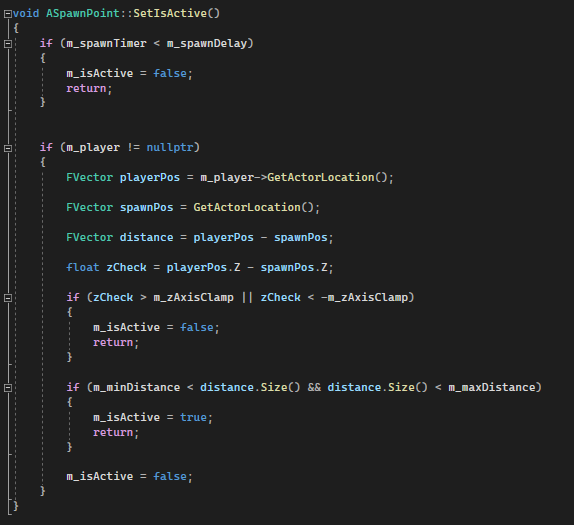 void ASpawnPoint::SetIsActive()
{
    if (m_spawnTimer < m_spawnDelay)
    {
        m_isActive = false;
        return;
    }

    if (m_player != nullptr)
    {
        FVector playerPos = m_player->GetActorLocation();

        FVector spawnPos = GetActorLocation();

        FVector distance = playerPos - spawnPos;

        float zCheck = playerPos.Z - spawnPos.Z;

        if (zCheck > m_zAxisClamp || zCheck < -m_zAxisClamp)
        {
            m_isActive = false;
            return;
        }

        if (m_minDistance < distance.Size() && distance.Size() < m_maxDistance)
        {
            m_isActive = true;
            return;
        }

        m_isActive = false;
    }
}